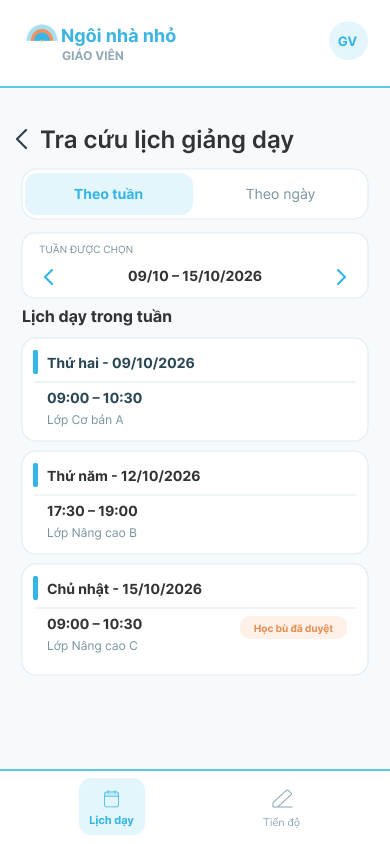 Ngôi nhà nhỏ
GIÁO VIÊN
GV
Tra cứu lịch giảng dạy
Theo tuần
Theo ngày
TUẦN ĐƯỢC CHỌN
09/10 – 15/10/2026
Lịch dạy trong tuần
Thứ hai - 09/10/2026
09:00 – 10:30
Lớp Cơ bản A
Thứ năm - 12/10/2026
17:30 – 19:00
Lớp Nâng cao B
Chủ nhật - 15/10/2026
09:00 – 10:30
Học bù đã duyệt
Lớp Nâng cao C
Lịch dạy
Tiến độ